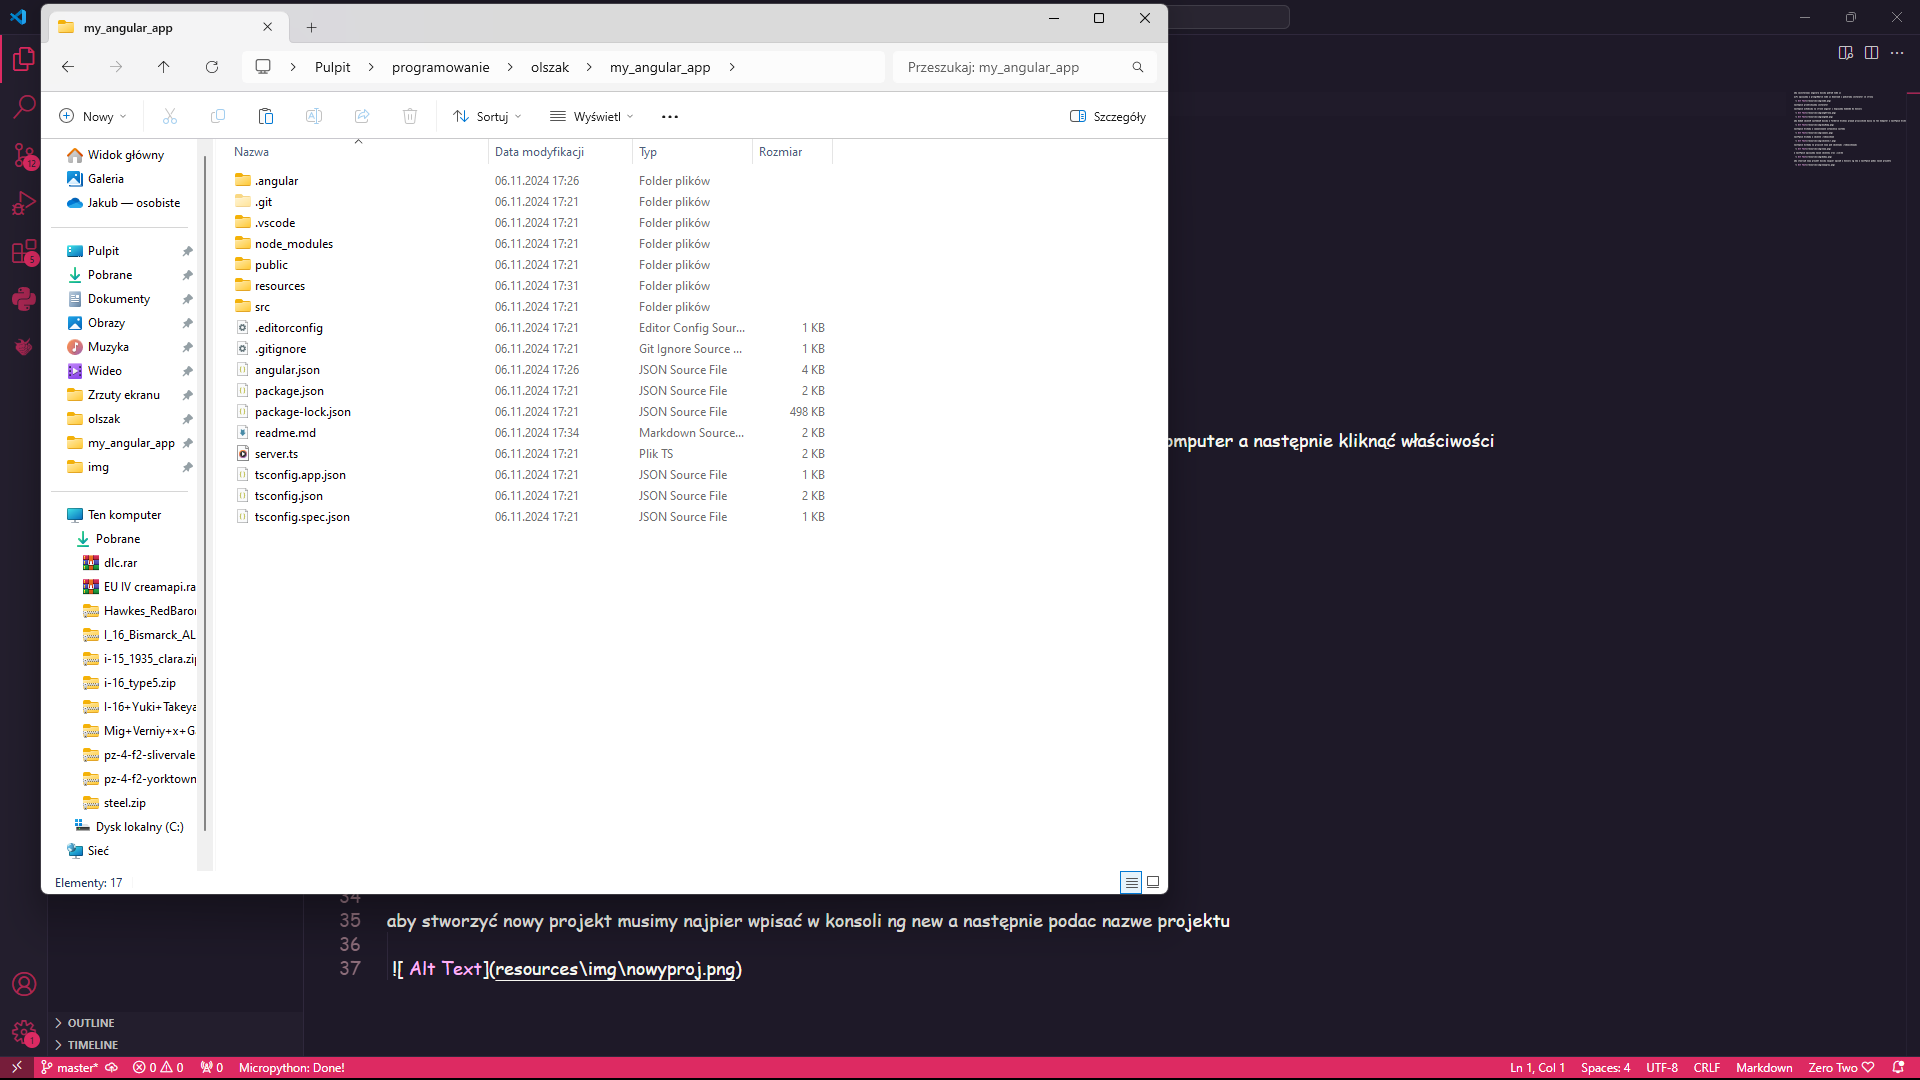 my_angular_app
Pulpit > programowanie > olszak > my_angular_app >
Przeszukaj: my_angular_app
Nowy
Sortuj
Wyświetl
Szczegóły
Nazwa Data modyfikacji Typ Rozmiar
.angular 06.11.2024 17:26 Folder plików
.git 06.11.2024 17:21 Folder plików
.vscode 06.11.2024 17:21 Folder plików
node_modules 06.11.2024 17:21 Folder plików
public 06.11.2024 17:21 Folder plików
resources 06.11.2024 17:31 Folder plików
src 06.11.2024 17:21 Folder plików
.editorconfig 06.11.2024 17:21 Editor Config Sour... 1 KB
.gitignore 06.11.2024 17:21 Git Ignore Source ... 1 KB
angular.json 06.11.2024 17:26 JSON Source File 4 KB
package.json 06.11.2024 17:21 JSON Source File 2 KB
package-lock.json 06.11.2024 17:21 JSON Source File 498 KB
readme.md 06.11.2024 17:34 Markdown Source... 2 KB
server.ts 06.11.2024 17:21 Plik TS 2 KB
tsconfig.app.json 06.11.2024 17:21 JSON Source File 1 KB
tsconfig.json 06.11.2024 17:21 JSON Source File 2 KB
tsconfig.spec.json 06.11.2024 17:21 JSON Source File 1 KB
Widok główny
Galeria
Jakub — osobiste
Pulpit
Pobrane
Dokumenty
Obrazy
Muzyka
Wideo
Zrzuty ekranu
olszak
my_angular_app
img
Ten komputer
Pobrane
dlc.rar
EU IV creamapi.ra
Hawkes_RedBaro
I_16_Bismarck_AL
i-15_1935_clara.zi
i-16_type5.zip
I-16+Yuki+Takeya
Mig+Verniy+x+G
pz-4-f2-slivervale
pz-4-f2-yorktown
steel.zip
Dysk lokalny (C:)
Sieć
Elementy: 17
12
5
1
omputer a następnie kliknąć właściwości
34
35 aby stworzyć nowy projekt musimy najpier wpisać w konsoli ng new a następnie podac nazwe projektu
36
37 ![ Alt Text](resources\img\nowyproj.png)
OUTLINE
TIMELINE
master* 0 0 0 Micropython: Done! Ln 1, Col 1 Spaces: 4 UTF-8 CRLF Markdown Zero Two